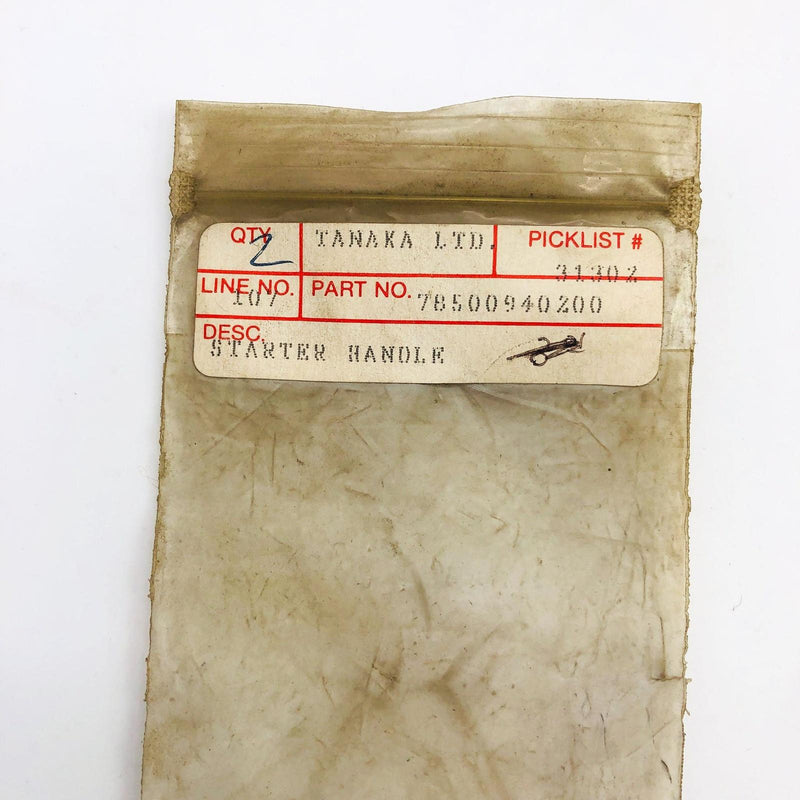 QTY 2 TANAKA LTD. PICKLIST #
31302
LINE NO. 107 PART NO. 78500940200
DESC.
STARTER HANDLE